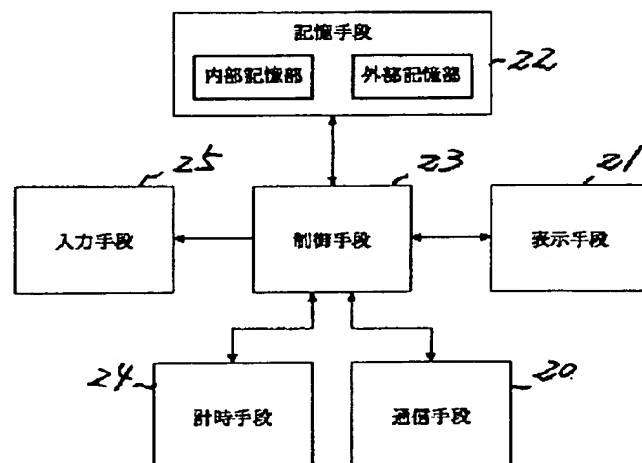 記憶手段
内部記憶部
外部記憶部
22
25
23
21
入力手段
制御手段
表示手段
24
20
計時手段
通信手段